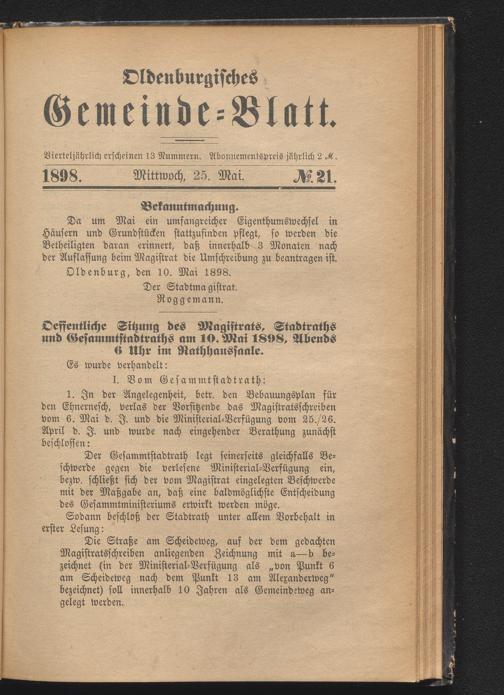 Oldenburgisches
Gemeinde-Blatt.
Vierteljährlich erscheinen 13 Nummern. Abonnementspreis jährlich 2 ℳ.
1898. Mittwoch, 25. Mai. №. 21.
Bekanntmachung.
Da um Mai ein umfangreicher Eigenthumswechsel in
Häusern und Grundstücken stattzufinden pflegt, so werden die
Betheiligten daran erinnert, daß innerhalb 3 Monaten nach
der Auflassung beim Magistrat die Umschreibung zu beantragen ist.
Oldenburg, den 10. Mai 1898.
Der Stadtmagistrat.
Roggemann.
Oeffentliche Sitzung des Magistrats, Stadtraths
und Gesammtstadtraths am 10. Mai 1898, Abends
6 Uhr im Rathhaussaale.
Es wurde verhandelt:
I. Vom Gesammtstadtrath:
1. In der Angelegenheit, betr. den Bebauungsplan für
den Ehnernesch, verlas der Vorsitzende das Magistratsschreiben
vom 6. Mai d. J. und die Ministerial-Verfügung vom 25./26.
April d. J. und wurde nach eingehender Berathung zunächst
beschlossen:
Der Gesammtstadtrath legt seinerseits gleichfalls Be-
schwerde gegen die verlesene Ministerial-Verfügung ein,
bezw. schließt sich der vom Magistrat eingelegten Beschwerde
mit der Maßgabe an, daß eine baldmöglichste Entscheidung
des Gesammtministeriums erwirkt werden möge.
Sodann beschloß der Stadtrath unter allem Vorbehalt in
erster Lesung:
Die Straße am Scheideweg, auf der dem gedachten
Magistratsschreiben anliegenden Zeichnung mit a—b be-
zeichnet (in der Ministerial-Verfügung als „von Punkt 6
am Scheideweg nach dem Punkt 13 am Alexanderweg“
bezeichnet) soll innerhalb 10 Jahren als Gemeindeweg an-
gelegt werden.